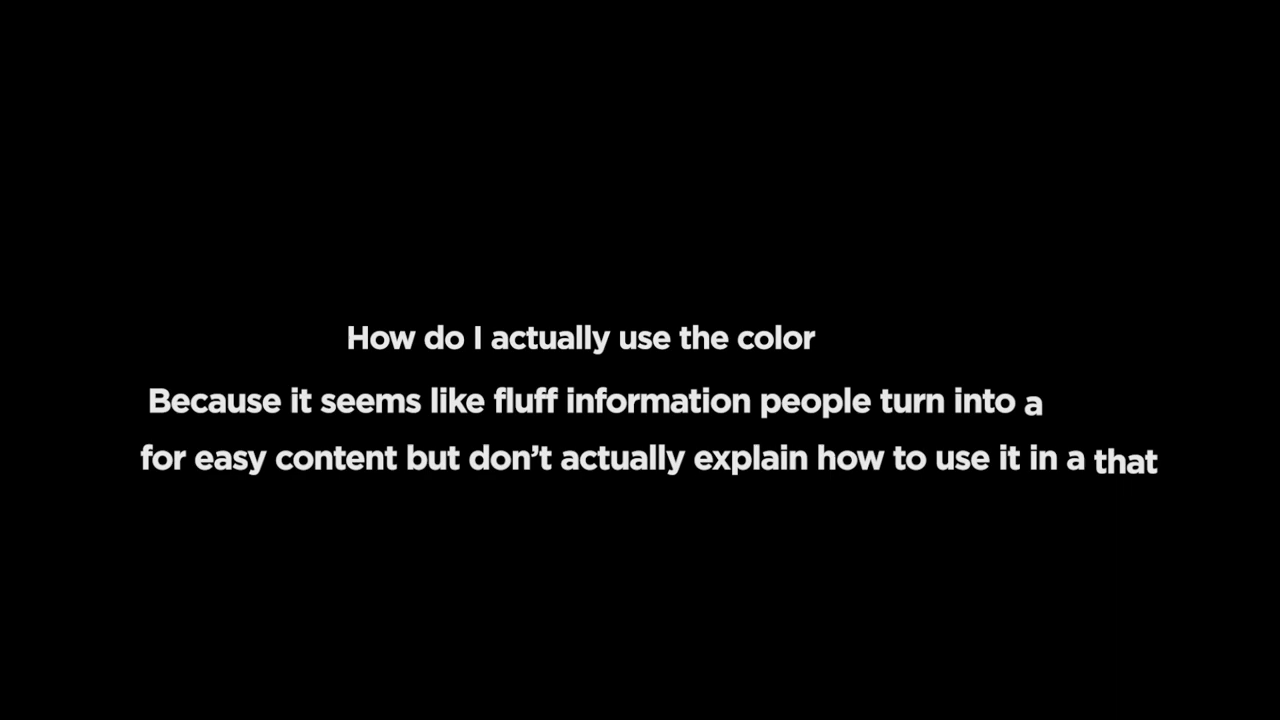 How do I actually use the color
Because it seems like fluff information people turn into a
for easy content but don’t actually explain how to use it in a that